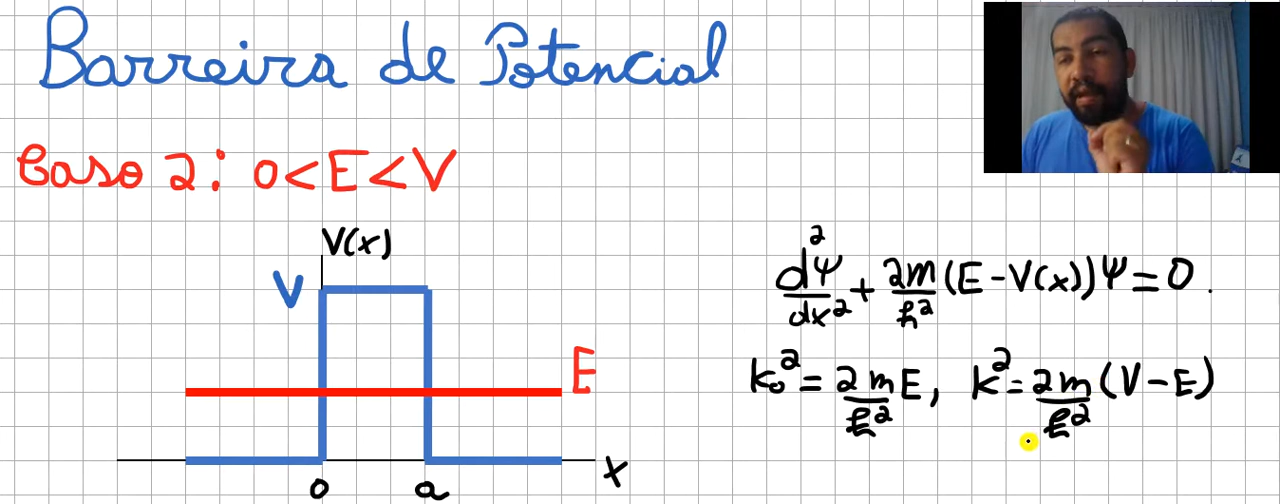 Barreira de Potencial
Caso 2: 0<E<V
V(x)
V
E
0 a x
d²Ψ/dx² + 2m/ħ² (E-V(x))Ψ=0.
k₀² = 2m/ħ² E, k² = 2m/ħ² (V-E)